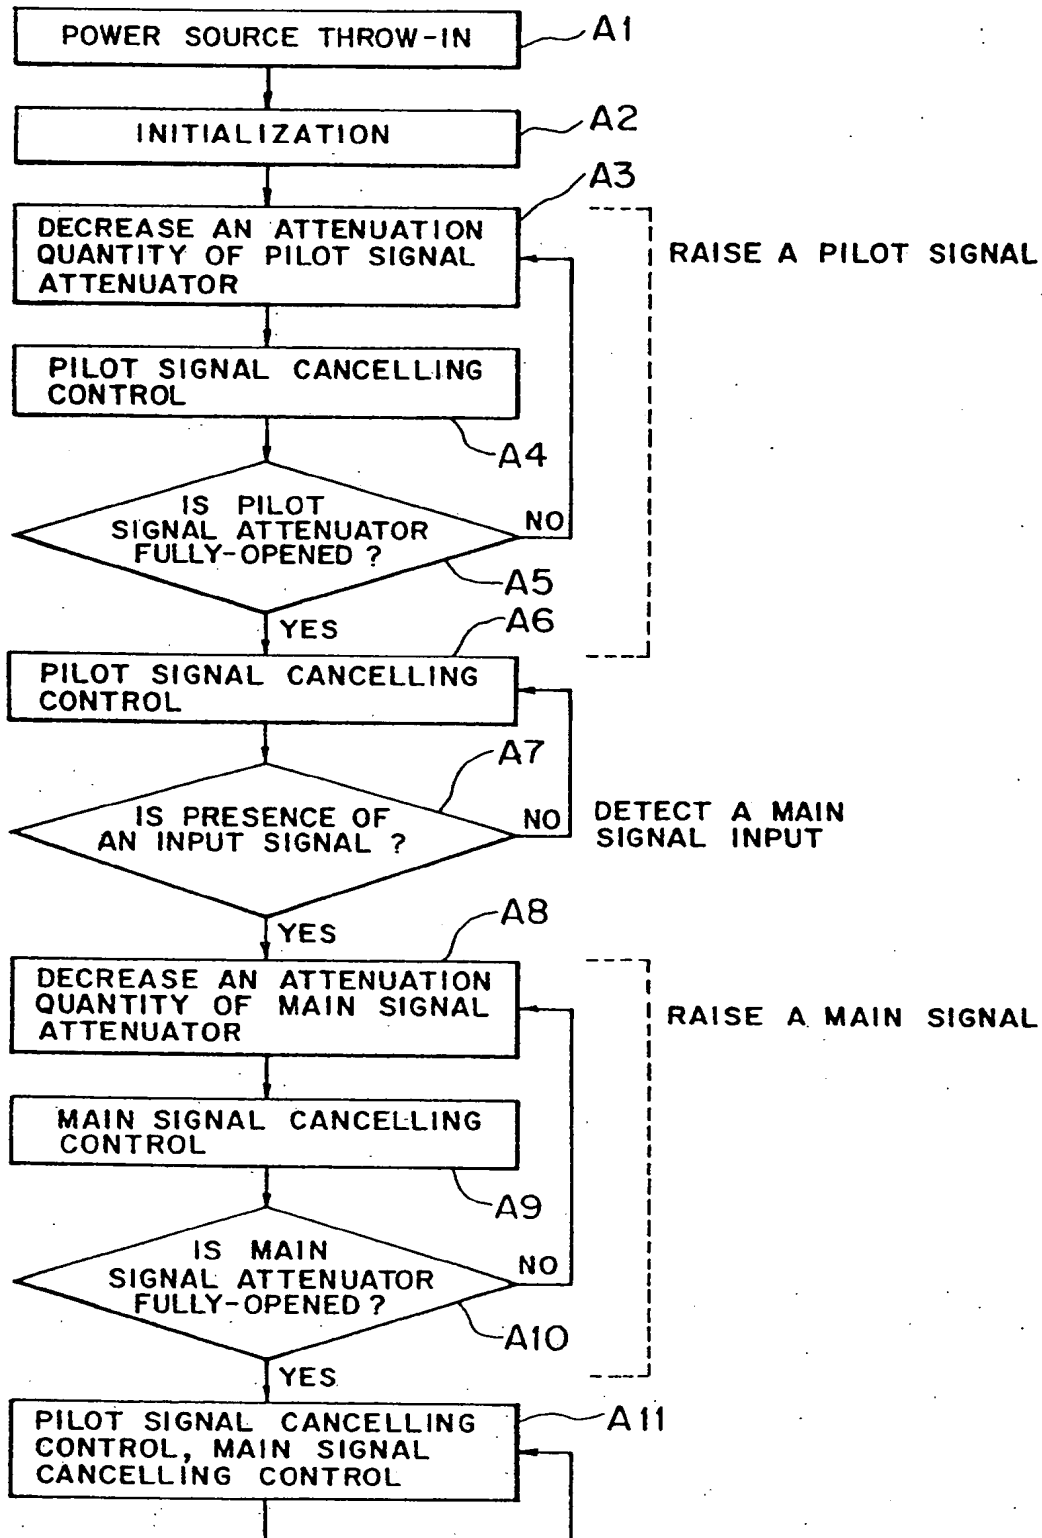 POWER SOURCE THROW-IN
A1
INITIALIZATION
A2
A3
DECREASE AN ATTENUATION
QUANTITY OF PILOT SIGNAL
ATTENUATOR
RAISE A PILOT SIGNAL
PILOT SIGNAL CANCELLING
CONTROL
A4
IS PILOT
SIGNAL ATTENUATOR
FULLY-OPENED ?
NO
A5
YES
A6
PILOT SIGNAL CANCELLING
CONTROL
A7
IS PRESENCE OF
AN INPUT SIGNAL ?
NO
DETECT A MAIN
SIGNAL INPUT
YES
A8
DECREASE AN ATTENUATION
QUANTITY OF MAIN SIGNAL
ATTENUATOR
RAISE A MAIN SIGNAL
MAIN SIGNAL CANCELLING
CONTROL
A9
IS MAIN
SIGNAL ATTENUATOR
FULLY-OPENED ?
NO
A10
YES
PILOT SIGNAL CANCELLING
CONTROL, MAIN SIGNAL
CANCELLING CONTROL
A11